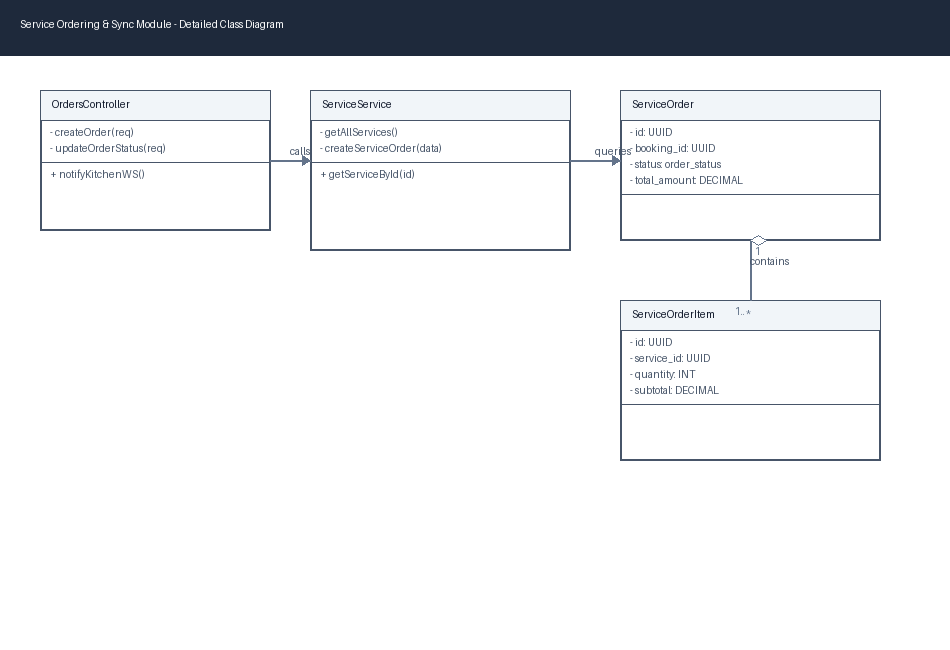 Service Ordering & Sync Module - Detailed Class Diagram
OrdersController
- createOrder(req)
- updateOrderStatus(req)
+ notifyKitchenWS()
calls
ServiceService
- getAllServices()
- createServiceOrder(data)
+ getServiceById(id)
queries
ServiceOrder
- id: UUID
- booking_id: UUID
- status: order_status
- total_amount: DECIMAL
1
contains
1..*
ServiceOrderItem
- id: UUID
- service_id: UUID
- quantity: INT
- subtotal: DECIMAL